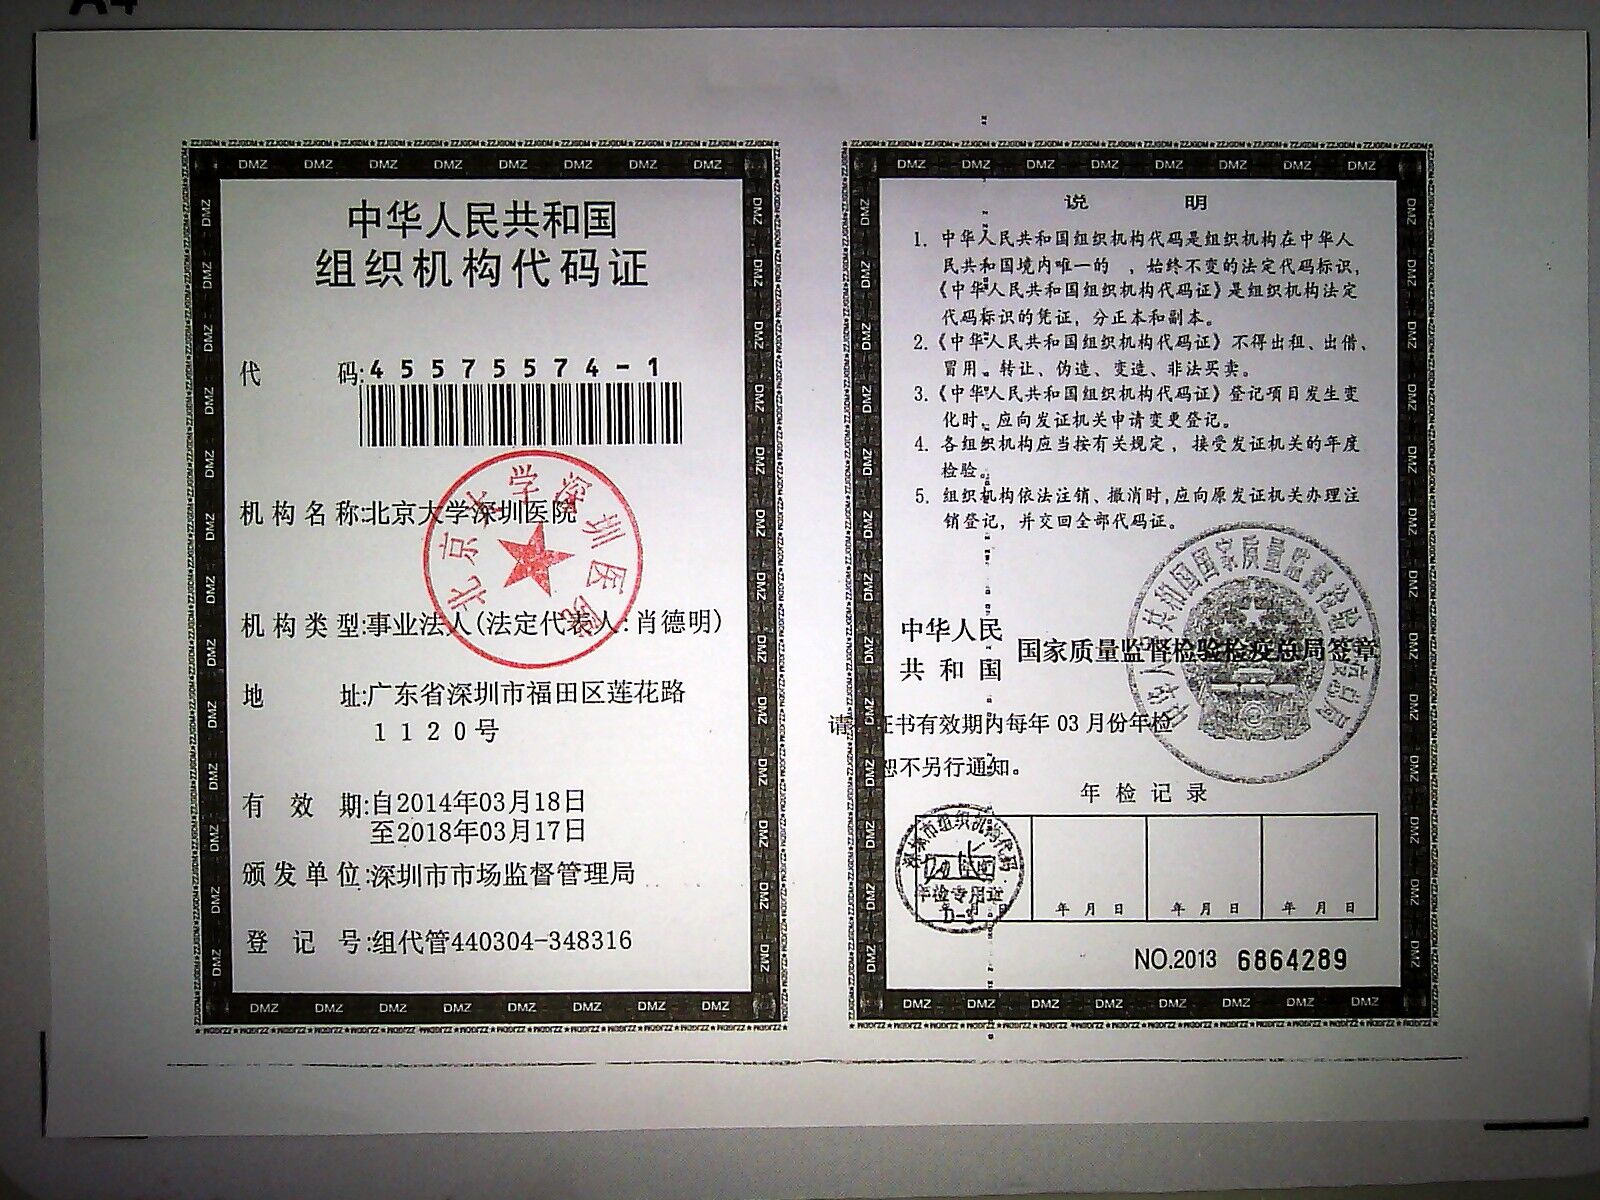 中华人民共和国
组织机构代码证
代 码:45575574-1
机构名称:北京大学深圳医院
北京大学深圳医院
机构类型:事业法人(法定代表人:肖德明)
地 址:广东省深圳市福田区莲花路
1120号
有 效 期:自2014年03月18日
至2018年03月17日
颁发单位:深圳市市场监督管理局
登 记 号:组代管440304-348316
说 明
1. 中华人民共和国组织机构代码是组织机构在中华人
民共和国境内唯一的 ，始终不变的法定代码标识，
《中华人民共和国组织机构代码证》是组织机构法定
代码标识的凭证，分正本和副本。
2.《中华人民共和国组织机构代码证》不得出租、出借、
冒用、转让、伪造、变造、非法买卖。
3.《中华人民共和国组织机构代码证》登记项目发生变
化时，应向发证机关申请变更登记。
4. 各组织机构应当按有关规定，接受发证机关的年度
检验。
5. 组织机构依法注销、撤消时，应向原发证机关办理注
销登记，并交回全部代码证。
中华人民
共 和 国
国家质量监督检验检疫总局签章
中华人民共和国国家质量监督检验检疫总局
请 证书有效期内每年 03 月份年检
恕不另行通知。
年 检 记 录
深圳市组织机构代码
年检专用章
D-3
年 月 日
年 月 日
年 月 日
NO.2013 6864289
DMZ
A4